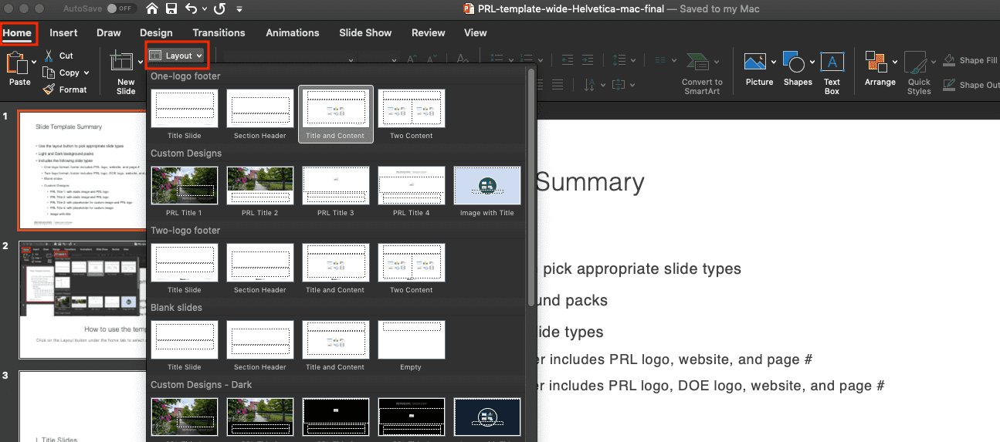 AutoSave OFF PRL-template-wide-Helvetica-mac-final — Saved to my Mac
Home Insert Draw Design Transitions Animations Slide Show Review View
Paste
Cut
Copy
Format
New
Slide
Layout
Convert to
SmartArt
Picture
Shapes
Text
Box
Arrange
Quick
Styles
Shape Fill
Shape Out
One-logo footer
Title Slide Section Header Title and Content Two Content
Custom Designs
PRL Title 1 PRL Title 2 PRL Title 3 PRL Title 4 Image with Title
Two-logo footer
Title Slide Section Header Title and Content Two Content
Blank slides
Title Slide Section Header Title and Content Empty
Custom Designs - Dark
1
Slide Template Summary
• Use the layout button to pick appropriate slide types
• Light and Dark background packs
• Includes the following slide types
• One-logo format: footer includes PRL logo, website, and page #
• Two-logo format: footer includes PRL logo, DOE logo, website, and
• Blank slides
• Custom Designs:
• PRL Title 1: with static image and PRL logo
• PRL Title 2: with static image and PRL logo
• PRL Title 3: with placeholder for custom image and PRL logo
• PRL Title 4: with placeholder for custom image
• Image with title
2
How to use the temp
Click on the Layout button under the home tab to select
3
I. Title Slides
Summary
pick appropriate slide types
und packs
ide types
er includes PRL logo, website, and page #
er includes PRL logo, DOE logo, website, and page #